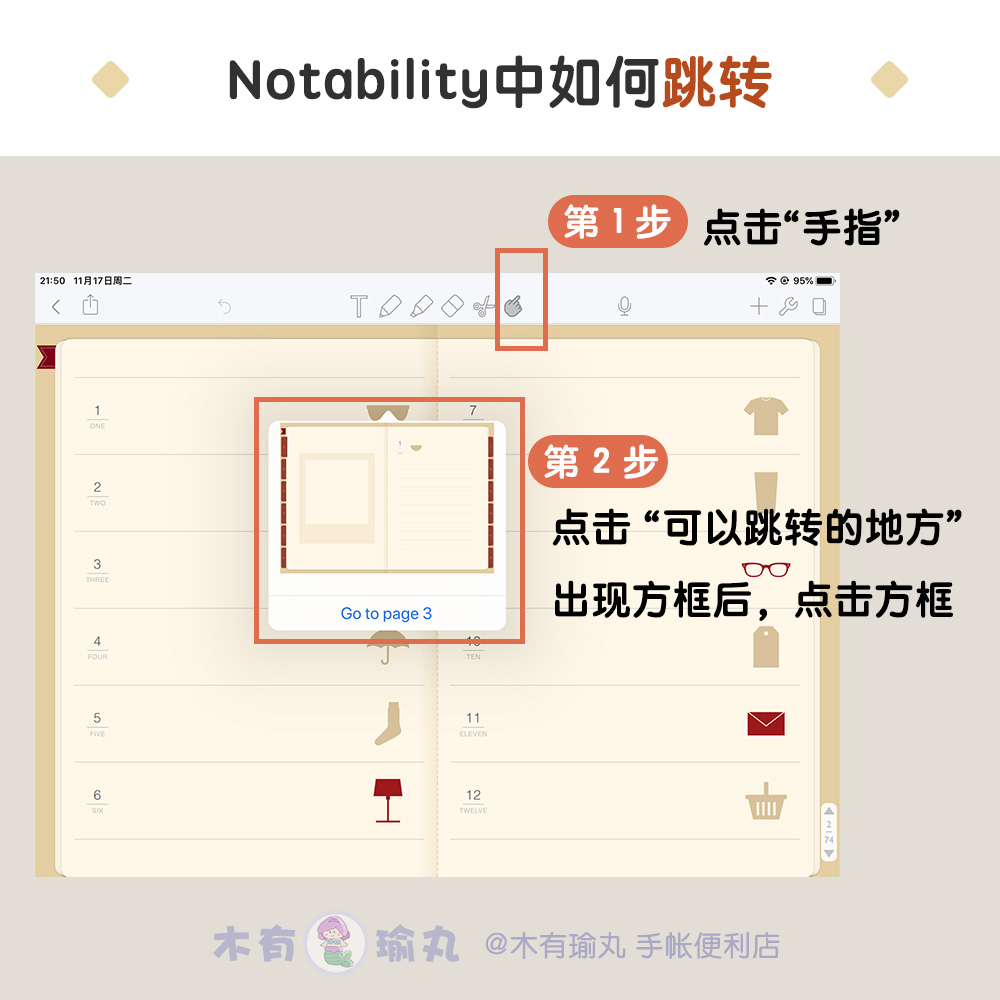 Notability中如何跳转
第 1 步 点击“手指”
21:50 11月17日周二
95%
1
ONE
2
TWO
3
THREE
4
FOUR
5
FIVE
6
SIX
7
1
Go to page 3
第 2 步
点击 “可以跳转的地方”
出现方框后，点击方框
10
TEN
11
ELEVEN
12
TWELVE
2
74
木有瑜丸 @木有瑜丸 手帐便利店